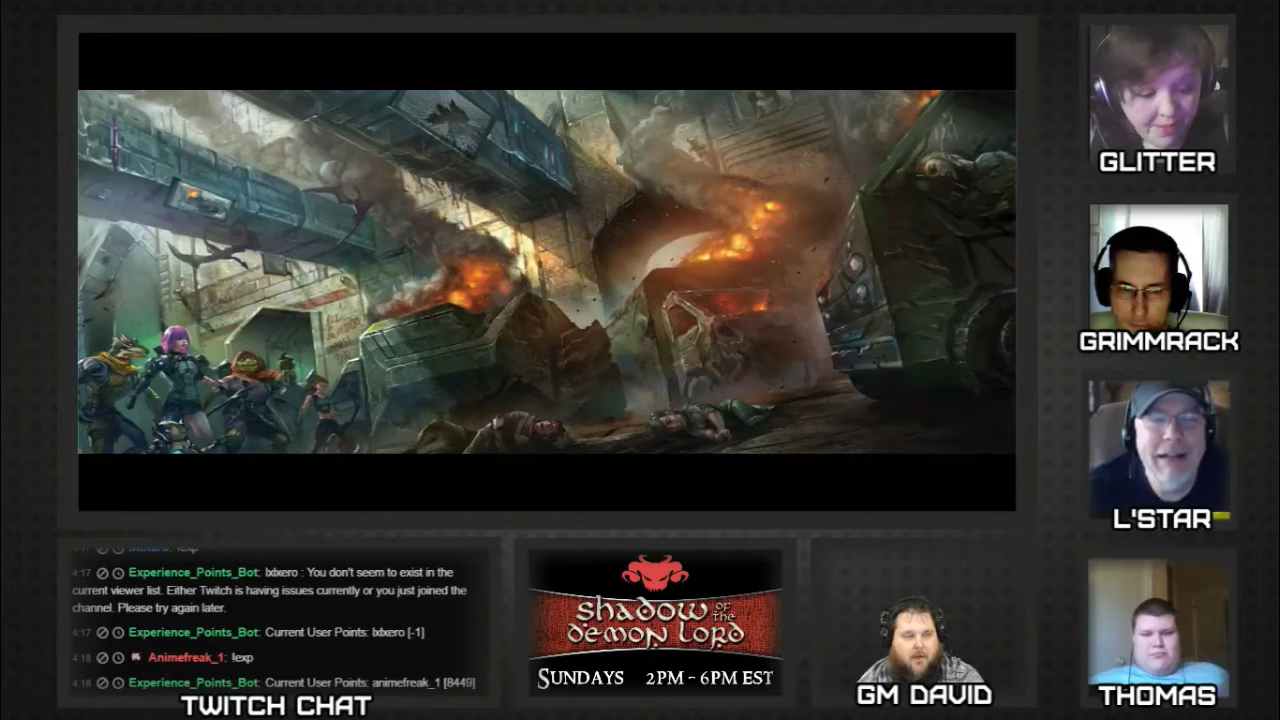 GLITTER
GRIMMRACK
L'STAR
THOMAS
4:17 Experience_Points_Bot: lxlxero : You don't seem to exist in the
current viewer list. Either Twitch is having issues currently or you just joined the
channel. Please try again later.
4:17 Experience_Points_Bot: Current User Points: lxlxero [-1]
4:18 Animefreak_1: !exp
4:18 Experience_Points_Bot: Current User Points: animefreak_1 [8449]
TWITCH CHAT
SHADOW OF THE
DEMON LORD
SUNDAYS 2PM - 6PM EST
GM DAVID